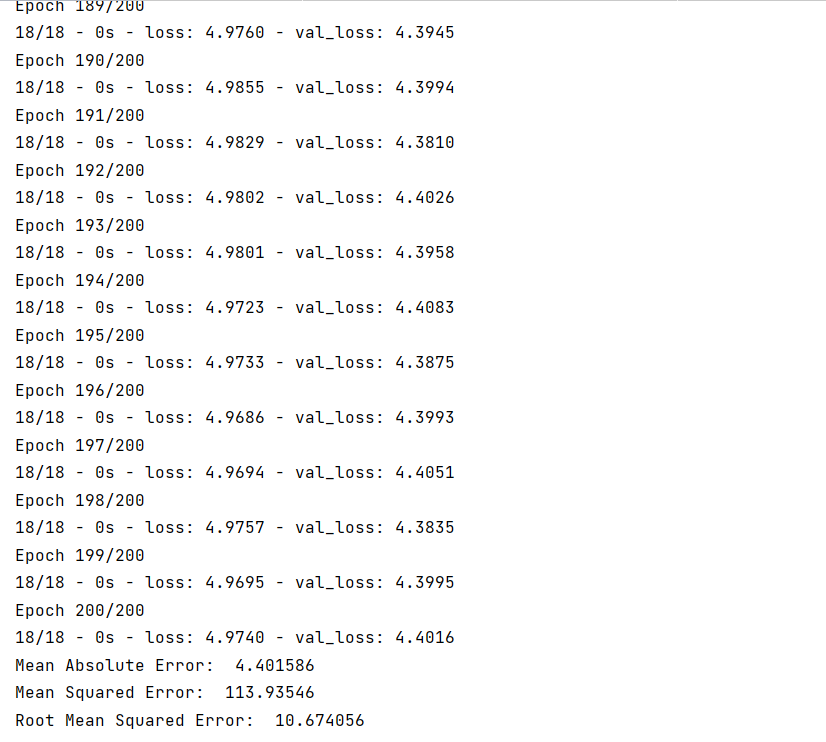 Epoch 189/200
18/18 - 0s - loss: 4.9760 - val_loss: 4.3945
Epoch 190/200
18/18 - 0s - loss: 4.9855 - val_loss: 4.3994
Epoch 191/200
18/18 - 0s - loss: 4.9829 - val_loss: 4.3810
Epoch 192/200
18/18 - 0s - loss: 4.9802 - val_loss: 4.4026
Epoch 193/200
18/18 - 0s - loss: 4.9801 - val_loss: 4.3958
Epoch 194/200
18/18 - 0s - loss: 4.9723 - val_loss: 4.4083
Epoch 195/200
18/18 - 0s - loss: 4.9733 - val_loss: 4.3875
Epoch 196/200
18/18 - 0s - loss: 4.9686 - val_loss: 4.3993
Epoch 197/200
18/18 - 0s - loss: 4.9694 - val_loss: 4.4051
Epoch 198/200
18/18 - 0s - loss: 4.9757 - val_loss: 4.3835
Epoch 199/200
18/18 - 0s - loss: 4.9695 - val_loss: 4.3995
Epoch 200/200
18/18 - 0s - loss: 4.9740 - val_loss: 4.4016
Mean Absolute Error:  4.401586
Mean Squared Error:  113.93546
Root Mean Squared Error:  10.674056